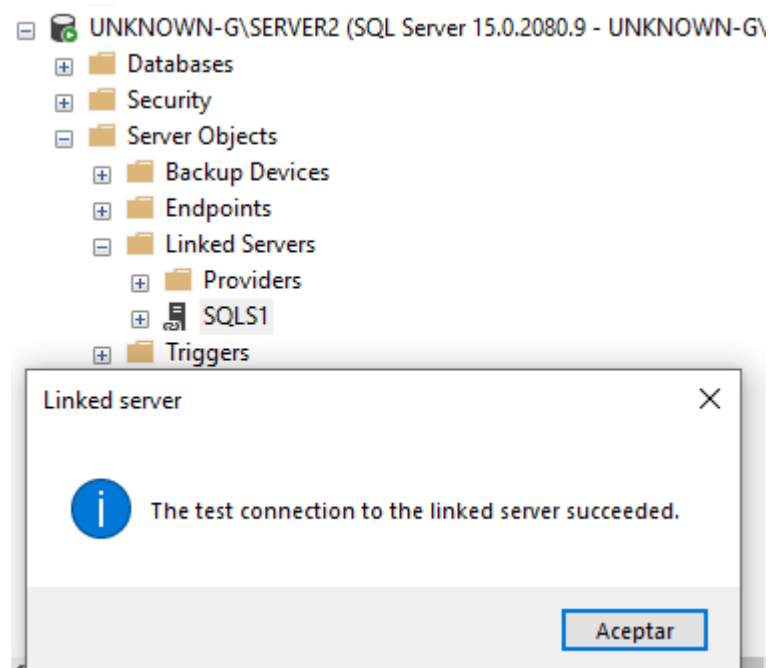 UNKNOWN-G\SERVER2 (SQL Server 15.0.2080.9 - UNKNOWN-G\
Databases
Security
Server Objects
Backup Devices
Endpoints
Linked Servers
Providers
SQLS1
Triggers
Linked server
The test connection to the linked server succeeded.
Aceptar